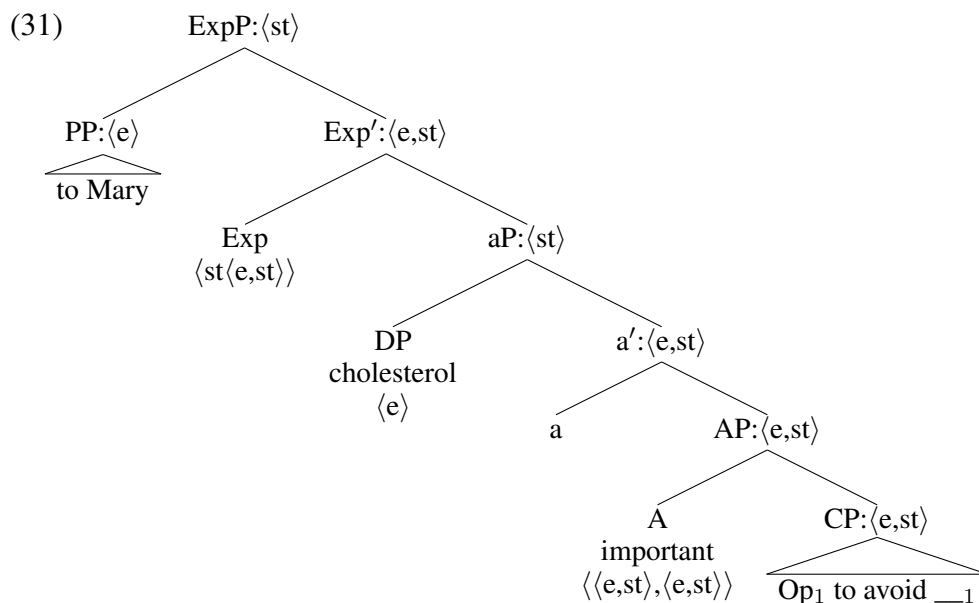 (31) ExpP:⟨st⟩
PP:⟨e⟩ Exp′:⟨e,st⟩
to Mary
Exp aP:⟨st⟩
⟨st⟨e,st⟩⟩
DP a′:⟨e,st⟩
cholesterol
⟨e⟩ a AP:⟨e,st⟩
A CP:⟨e,st⟩
important
⟨⟨e,st⟩,⟨e,st⟩⟩ Op₁ to avoid __₁